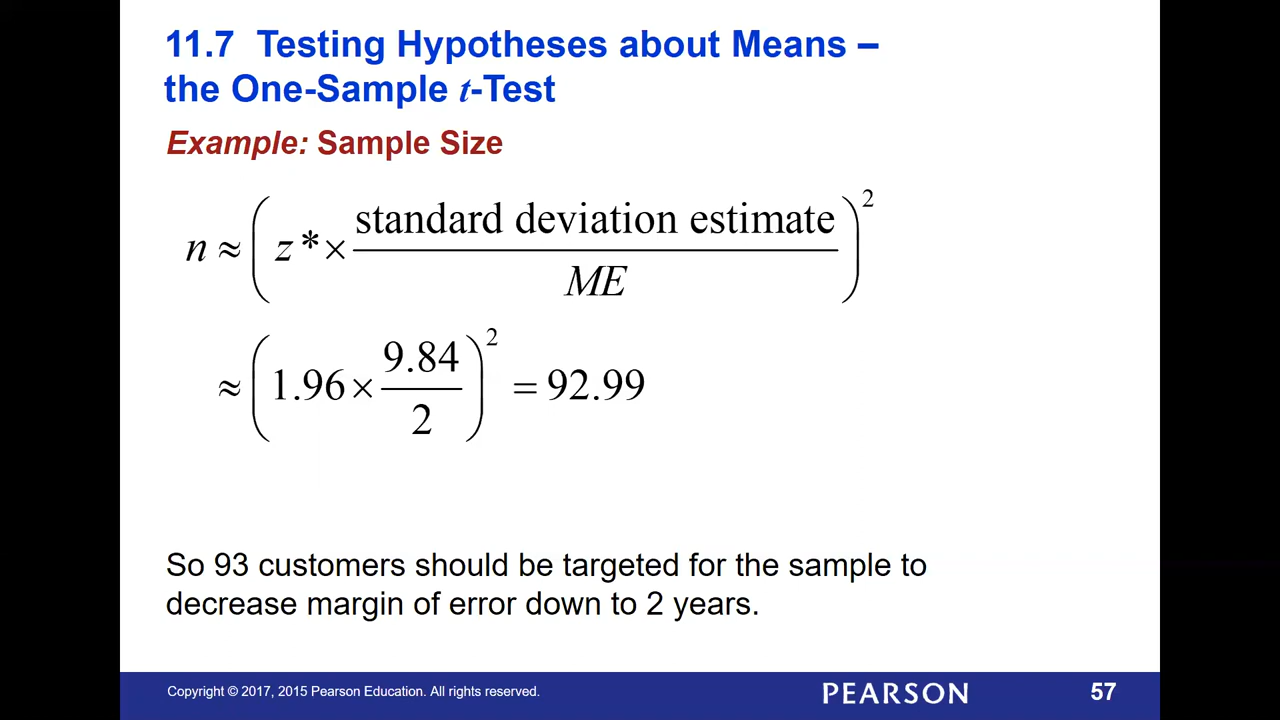 11.7 Testing Hypotheses about Means –
the One-Sample t-Test
Example: Sample Size
n ≈ ( z * × standard deviation estimate / ME )²
≈ ( 1.96 × 9.84 / 2 )² = 92.99
So 93 customers should be targeted for the sample to
decrease margin of error down to 2 years.
Copyright © 2017, 2015 Pearson Education. All rights reserved.
PEARSON
57